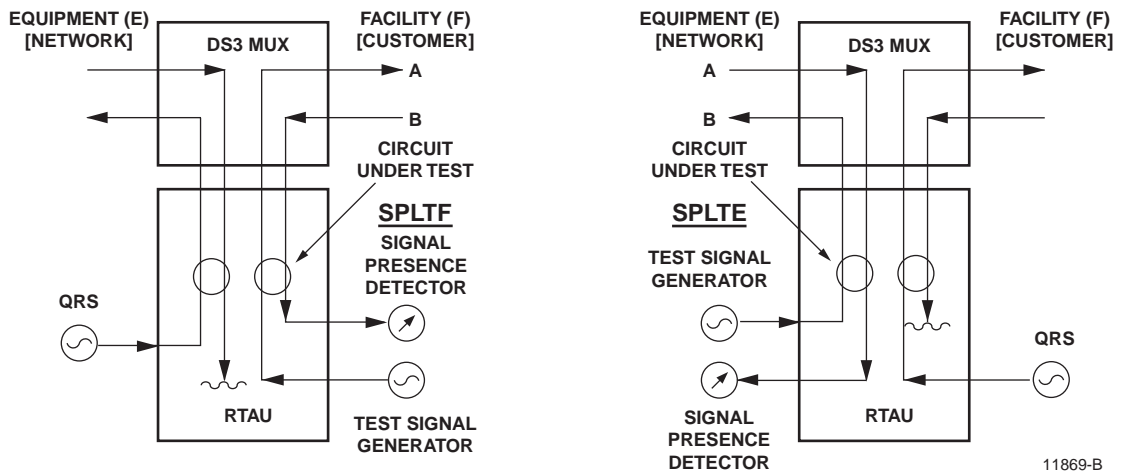 EQUIPMENT (E)
[NETWORK]
DS3 MUX
FACILITY (F)
[CUSTOMER]
A
B
CIRCUIT
UNDER TEST
SPLTF
SIGNAL
PRESENCE
DETECTOR
QRS
RTAU
TEST SIGNAL
GENERATOR
EQUIPMENT (E)
[NETWORK]
DS3 MUX
FACILITY (F)
[CUSTOMER]
A
B
CIRCUIT
UNDER TEST
SPLTE
TEST SIGNAL
GENERATOR
QRS
RTAU
SIGNAL
PRESENCE
DETECTOR
11869-B